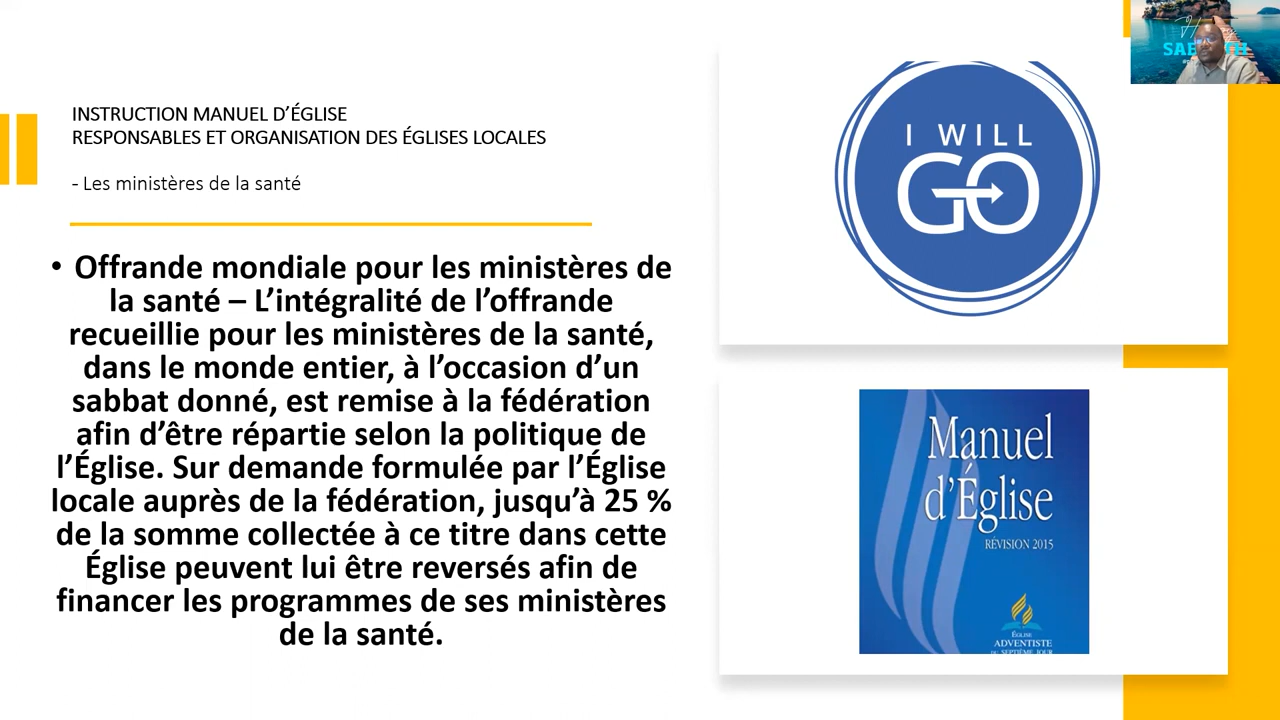 INSTRUCTION MANUEL D’ÉGLISE
RESPONSABLES ET ORGANISATION DES ÉGLISES LOCALES
- Les ministères de la santé
• Offrande mondiale pour les ministères de
la santé – L’intégralité de l’offrande
recueillie pour les ministères de la santé,
dans le monde entier, à l’occasion d’un
sabbat donné, est remise à la fédération
afin d’être répartie selon la politique de
l’Église. Sur demande formulée par l’Église
locale auprès de la fédération, jusqu’à 25 %
de la somme collectée à ce titre dans cette
Église peuvent lui être reversés afin de
financer les programmes de ses ministères
de la santé.
I WILL
GO
Manuel
d’Église
RÉVISION 2015
ÉGLISE
ADVENTISTE
DU SEPTIÈME JOUR